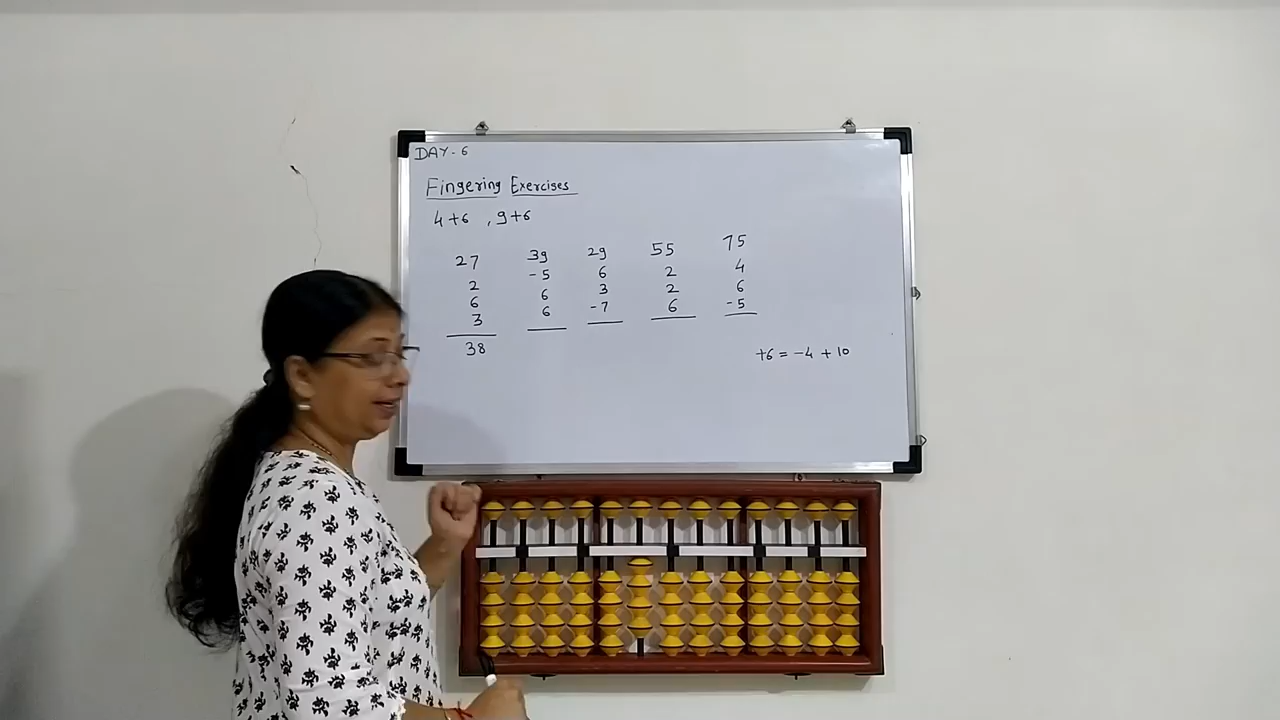 DAY-6
Fingering Exercises
4+6 , 9+6
27 39 29 55 75
2 -5 6 2 4
6 6 3 2 6
3 6 -7 6 -5
38
+6 = -4 + 10